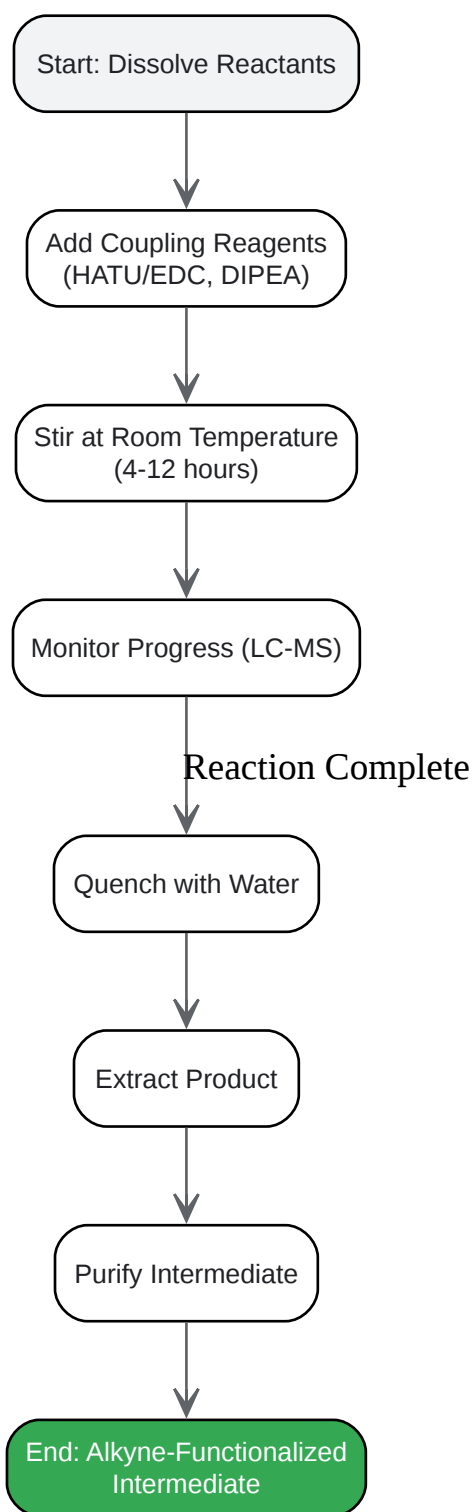 Start: Dissolve Reactants
Add Coupling Reagents
(HATU/EDC, DIPEA)
Stir at Room Temperature
(4-12 hours)
Monitor Progress (LC-MS)
Reaction Complete
Quench with Water
Extract Product
Purify Intermediate
End: Alkyne-Functionalized
Intermediate